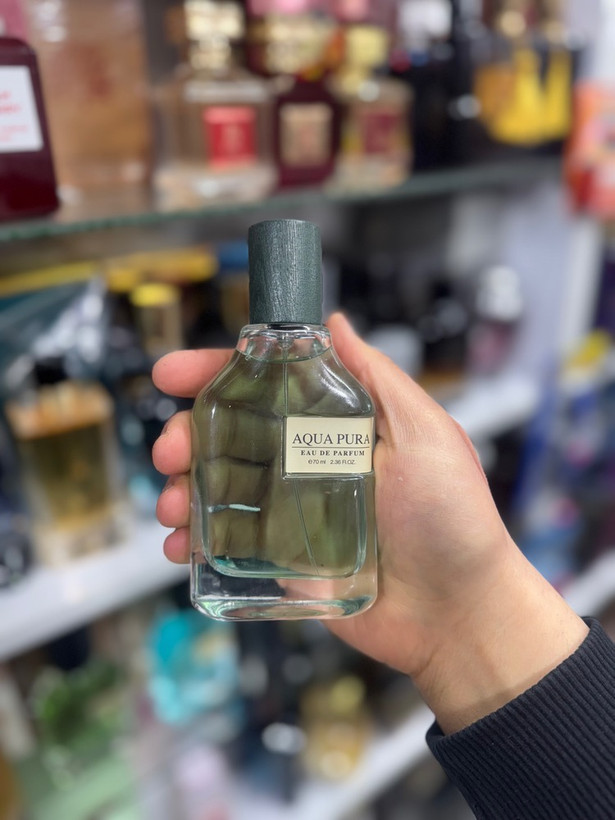 AQUA PURA
EAU DE PARFUM
℮70 ml 2.36 Fl.OZ.